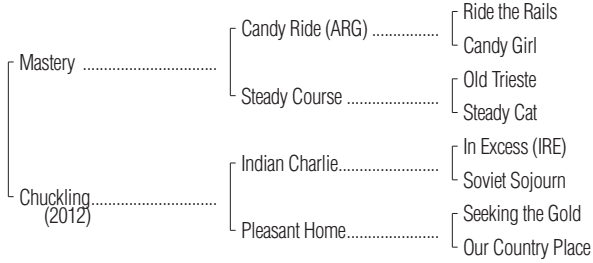 Ride the Rails
Candy Ride (ARG) ................
Candy Girl
Mastery ................................
Old Trieste
Steady Course ......................
Steady Cat
In Excess (IRE)
Indian Charlie........................
Soviet Sojourn
Chuckling..............................
(2012)
Seeking the Gold
Pleasant Home......................
Our Country Place